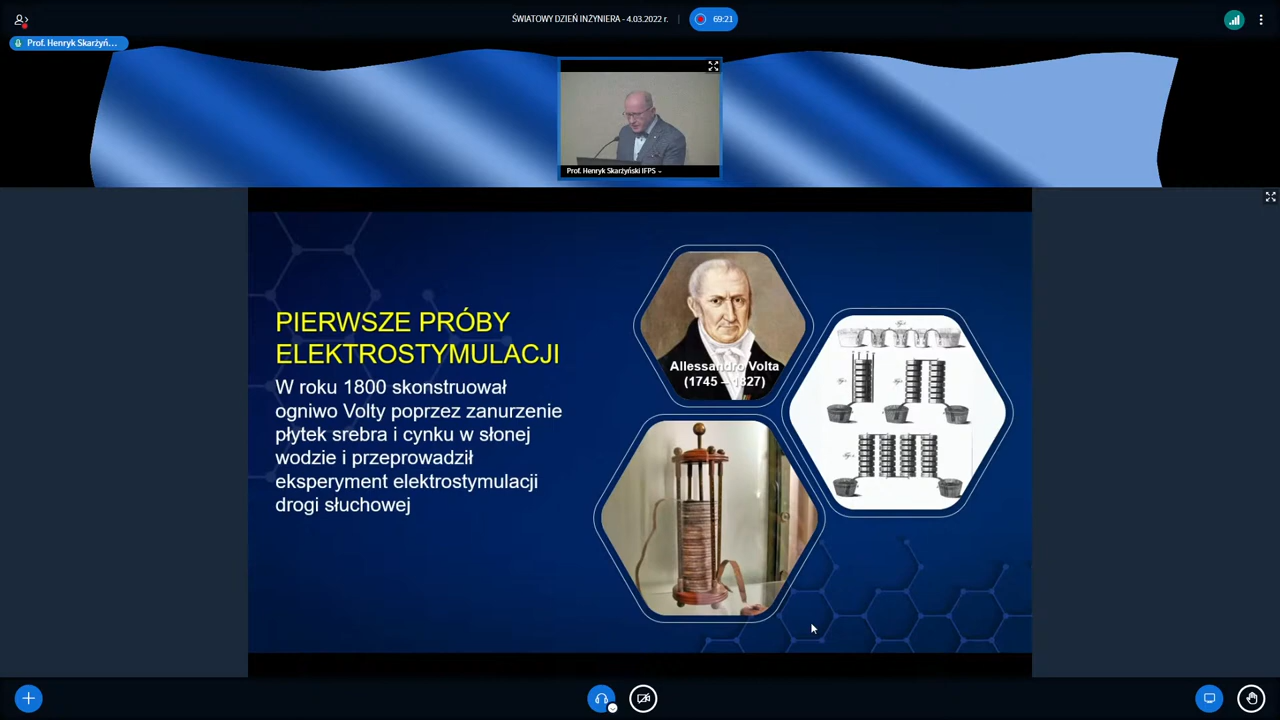 ŚWIATOWY DZIEŃ INŻYNIERA - 4.03.2022 r.
69:21
Prof. Henryk Skarżyń...
Prof. Henryk Skarżyński IFPS
PIERWSZE PRÓBY
ELEKTROSTYMULACJI
W roku 1800 skonstruował
ogniwo Volty poprzez zanurzenie
płytek srebra i cynku w słonej
wodzie i przeprowadził
eksperyment elektrostymulacji
drogi słuchowej
Allessandro Volta
(1745 – 1827)